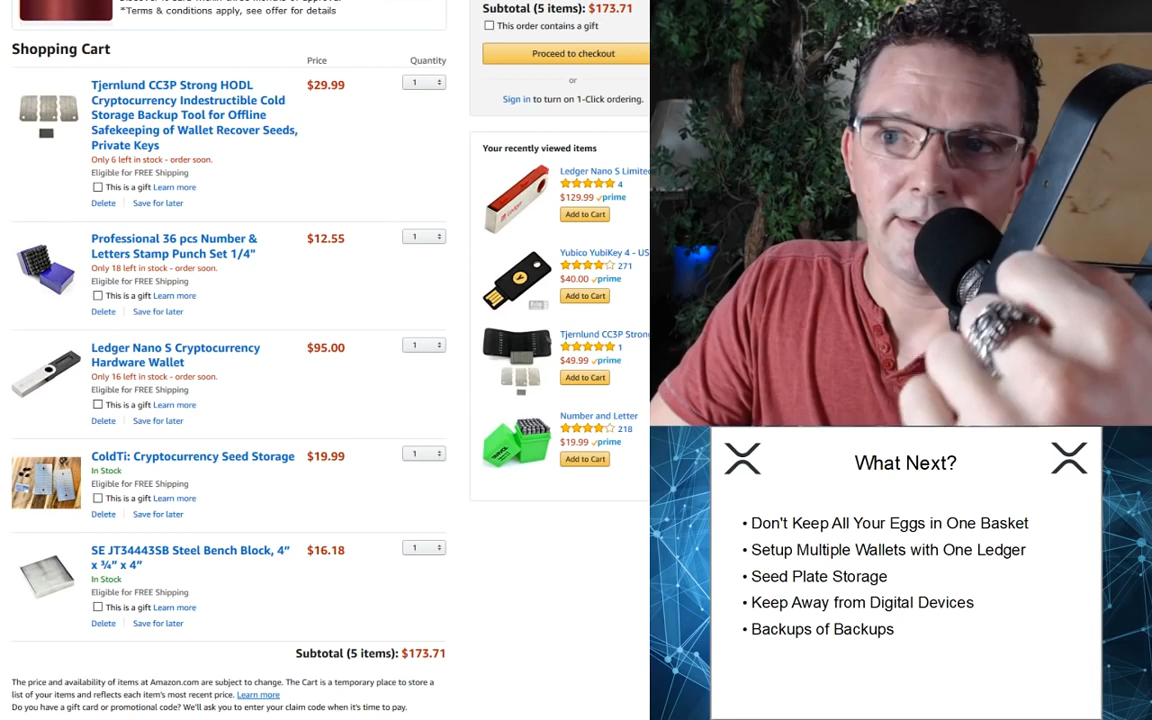 *Terms & conditions apply, see offer for details
Shopping Cart
Price
Quantity
Tjernlund CC3P Strong HODL
Cryptocurrency Indestructible Cold
Storage Backup Tool for Offline
Safekeeping of Wallet Recover Seeds,
Private Keys
$29.99
1
Only 6 left in stock - order soon.
Eligible for FREE Shipping
This is a gift Learn more
Delete
Save for later
Professional 36 pcs Number &
Letters Stamp Punch Set 1/4"
$12.55
1
Only 18 left in stock - order soon.
Eligible for FREE Shipping
This is a gift Learn more
Delete
Save for later
Ledger Nano S Cryptocurrency
Hardware Wallet
$95.00
1
Only 16 left in stock - order soon.
Eligible for FREE Shipping
This is a gift Learn more
Delete
Save for later
ColdTi: Cryptocurrency Seed Storage
$19.99
1
In Stock
Eligible for FREE Shipping
This is a gift Learn more
Delete
Save for later
SE JT34443SB Steel Bench Block, 4"
x ¾" x 4"
$16.18
1
In Stock
Eligible for FREE Shipping
This is a gift Learn more
Delete
Save for later
Subtotal (5 items): $173.71
The price and availability of items at Amazon.com are subject to change. The Cart is a temporary place to store a
list of your items and reflects each item's most recent price. Learn more
Do you have a gift card or promotional code? We'll ask you to enter your claim code when it's time to pay.
Subtotal (5 items): $173.71
This order contains a gift
Proceed to checkout
or
Sign in to turn on 1-Click ordering.
Your recently viewed items
Ledger Nano S Limite
4
$129.99 prime
Add to Cart
Yubico YubiKey 4 - US
271
$40.00 prime
Add to Cart
Tjernlund CC3P Stron
1
$49.99 prime
Add to Cart
Number and Letter
218
$19.99 prime
Add to Cart
What Next?
• Don't Keep All Your Eggs in One Basket
• Setup Multiple Wallets with One Ledger
• Seed Plate Storage
• Keep Away from Digital Devices
• Backups of Backups